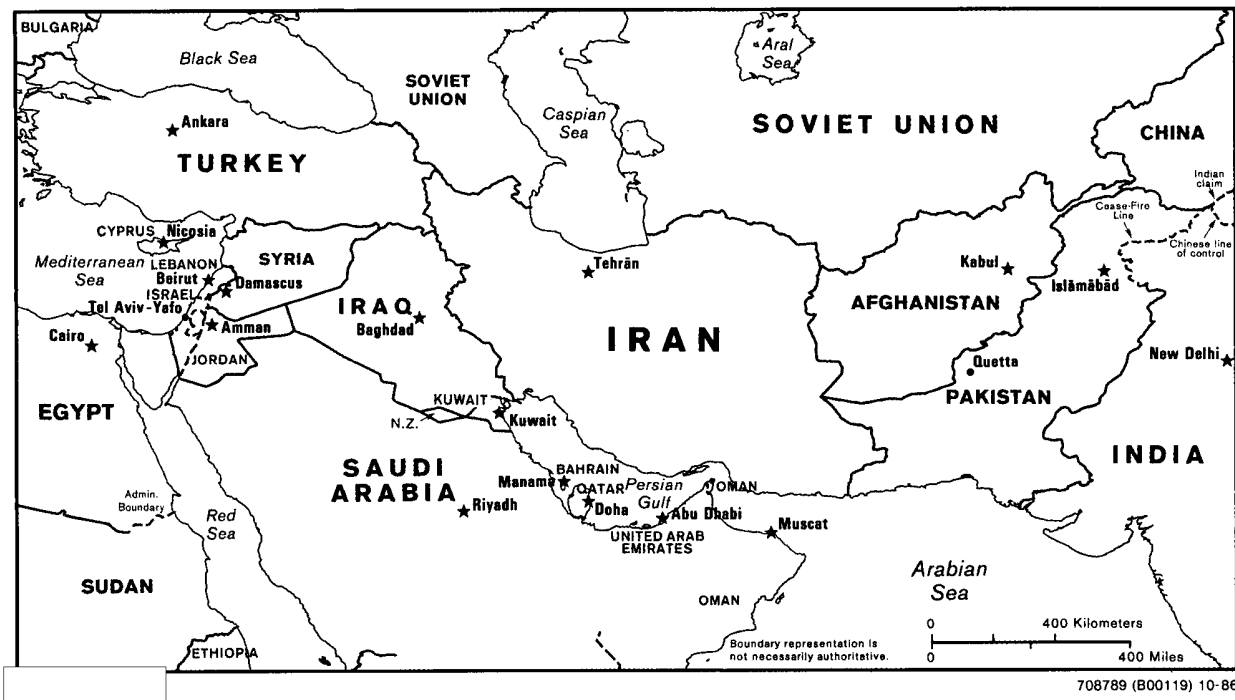 BULGARIA
Black Sea
Aral
Sea
SOVIET
UNION
Caspian
Sea
SOVIET UNION
CHINA
Ankara
TURKEY
Indian
claim
Cease-Fire
Line
Chinese line
of control
CYPRUS
Nicosia
Mediterranean
Sea
LEBANON
Beirut
SYRIA
Damascus
ISRAEL
Tel Aviv-Yafo
Amman
JORDAN
Cairo
IRAQ
Baghdad
Tehrān
IRAN
Kabul
AFGHANISTAN
Islāmābād
Quetta
PAKISTAN
New Delhi
INDIA
EGYPT
KUWAIT
N.Z.
Kuwait
SAUDI
ARABIA
Riyadh
BAHRAIN
Manama
QATAR
Doha
Persian
Gulf
OMAN
Abu Dhabi
UNITED ARAB
EMIRATES
Muscat
Admin.
Boundary
Red
Sea
SUDAN
ETHIOPIA
OMAN
Arabian
Sea
0 400 Kilometers
0 400 Miles
Boundary representation is
not necessarily authoritative.
708789 (B00119) 10-86